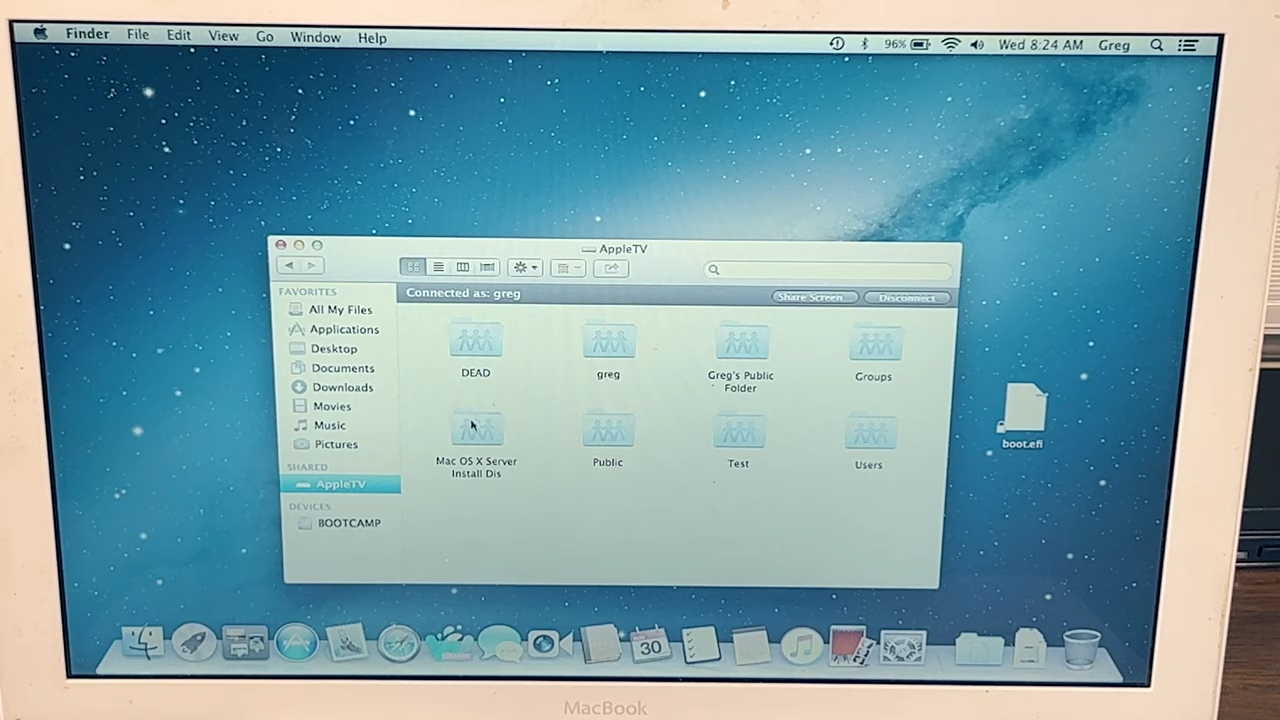 Finder File Edit View Go Window Help
96% Wed 8:24 AM Greg
AppleTV
Connected as: greg
Share Screen... Disconnect
FAVORITES
All My Files
Applications
Desktop
Documents
Downloads
Movies
Music
Pictures
SHARED
AppleTV
DEVICES
BOOTCAMP
DEAD
greg
Greg's Public
Folder
Groups
Mac OS X Server
Install Dis
Public
Test
Users
boot.efi
30
MacBook